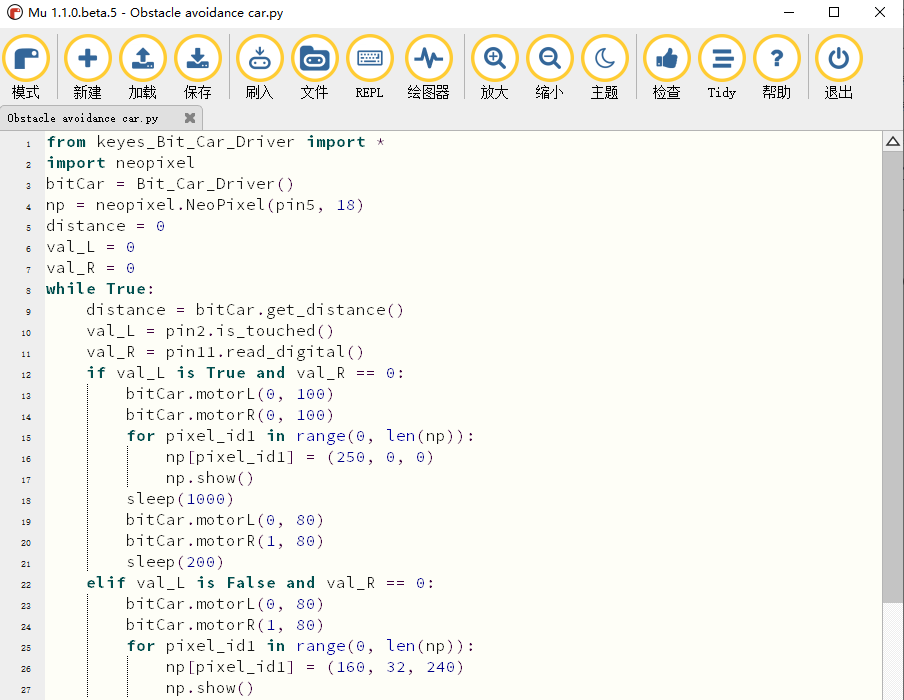 Mu 1.1.0.beta.5 - Obstacle avoidance car.py
模式 新建 加载 保存 刷入 文件 REPL 绘图器 放大 缩小 主题 检查 Tidy 帮助 退出
Obstacle avoidance car.py
1 from keyes_Bit_Car_Driver import *
2 import neopixel
3 bitCar = Bit_Car_Driver()
4 np = neopixel.NeoPixel(pin5, 18)
5 distance = 0
6 val_L = 0
7 val_R = 0
8 while True:
9     distance = bitCar.get_distance()
10     val_L = pin2.is_touched()
11     val_R = pin11.read_digital()
12     if val_L is True and val_R == 0:
13         bitCar.motorL(0, 100)
14         bitCar.motorR(0, 100)
15         for pixel_id1 in range(0, len(np)):
16             np[pixel_id1] = (250, 0, 0)
17             np.show()
18         sleep(1000)
19         bitCar.motorL(0, 80)
20         bitCar.motorR(1, 80)
21         sleep(200)
22     elif val_L is False and val_R == 0:
23         bitCar.motorL(0, 80)
24         bitCar.motorR(1, 80)
25         for pixel_id1 in range(0, len(np)):
26             np[pixel_id1] = (160, 32, 240)
27             np.show()